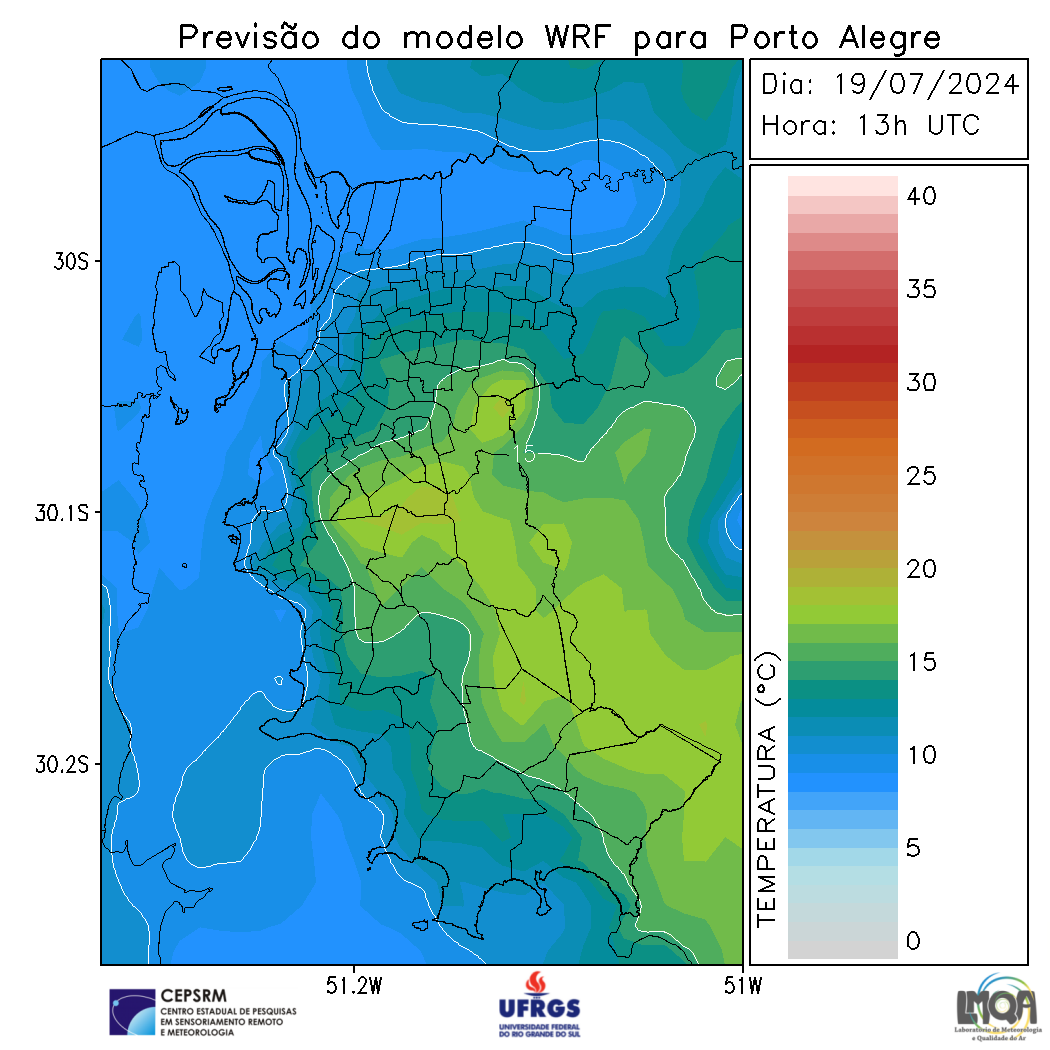 Previsão do modelo WRF para Porto Alegre
Dia: 19/07/2024
Hora: 13h UTC
40
35
30
25
20
15
10
5
0
TEMPERATURA (°C)
30S
30.1S
30.2S
15
51.2W
51W
CEPSRM
CENTRO ESTADUAL DE PESQUISAS
EM SENSORIAMENTO REMOTO
E METEOROLOGIA
UFRGS
UNIVERSIDADE FEDERAL
DO RIO GRANDE DO SUL
LMQA
Laboratório de Meteorologia
e Qualidade do Ar